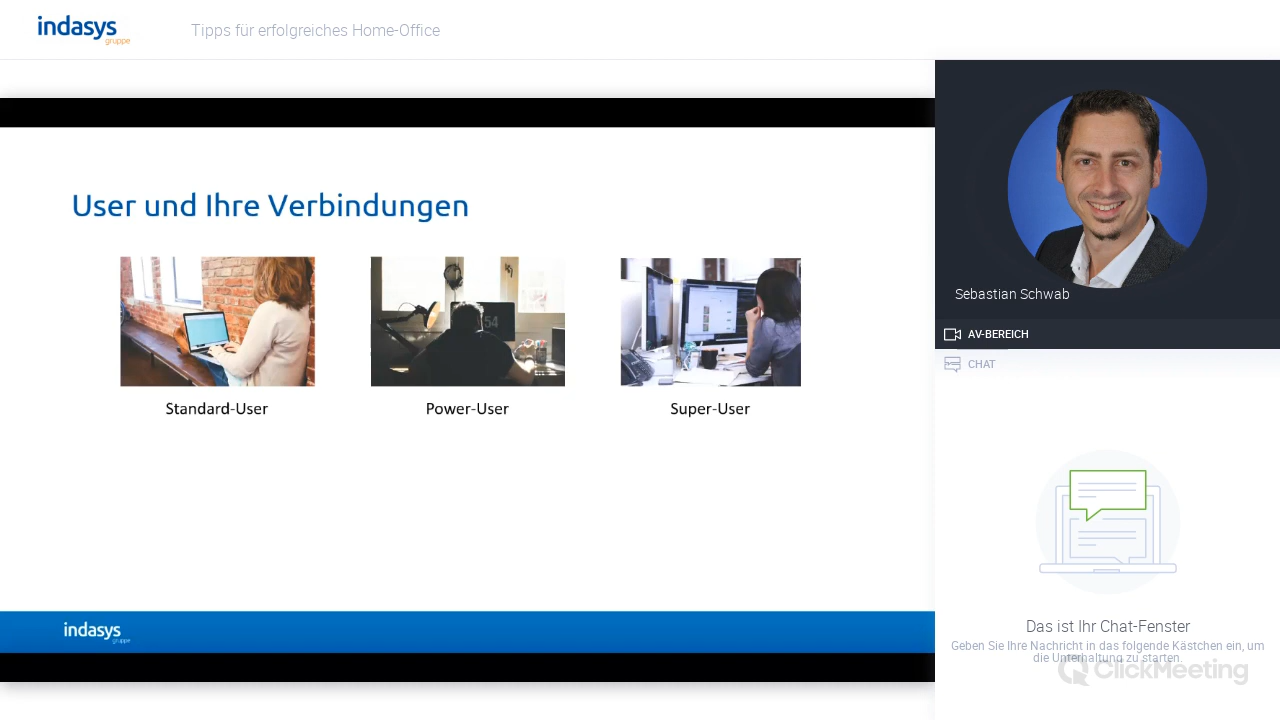 indasys
gruppe
Tipps für erfolgreiches Home-Office
User und Ihre Verbindungen
54
Standard-User
Power-User
Super-User
indasys
gruppe
Sebastian Schwab
AV-BEREICH
CHAT
Das ist Ihr Chat-Fenster
Geben Sie Ihre Nachricht in das folgende Kästchen ein, um
die Unterhaltung zu starten.
ClickMeeting